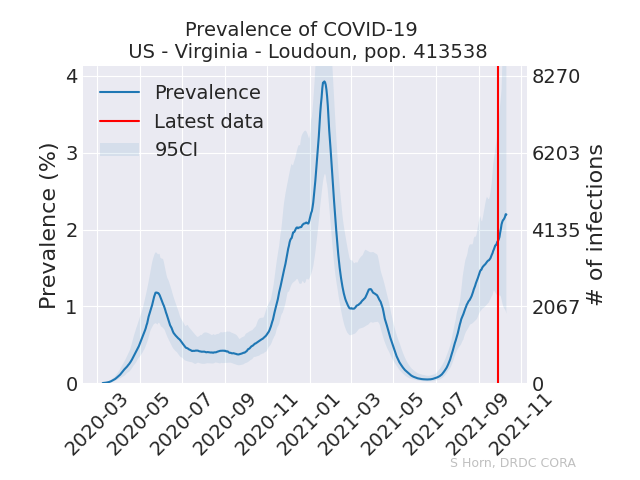 Prevalence of COVID-19
US - Virginia - Loudoun, pop. 413538
Prevalence (%)
4
3
2
1
0
Prevalence
Latest data
95CI
8270
6203
4135
2067
0
# of infections
2020-03
2020-05
2020-07
2020-09
2020-11
2021-01
2021-03
2021-05
2021-07
2021-09
2021-11
S Horn, DRDC CORA